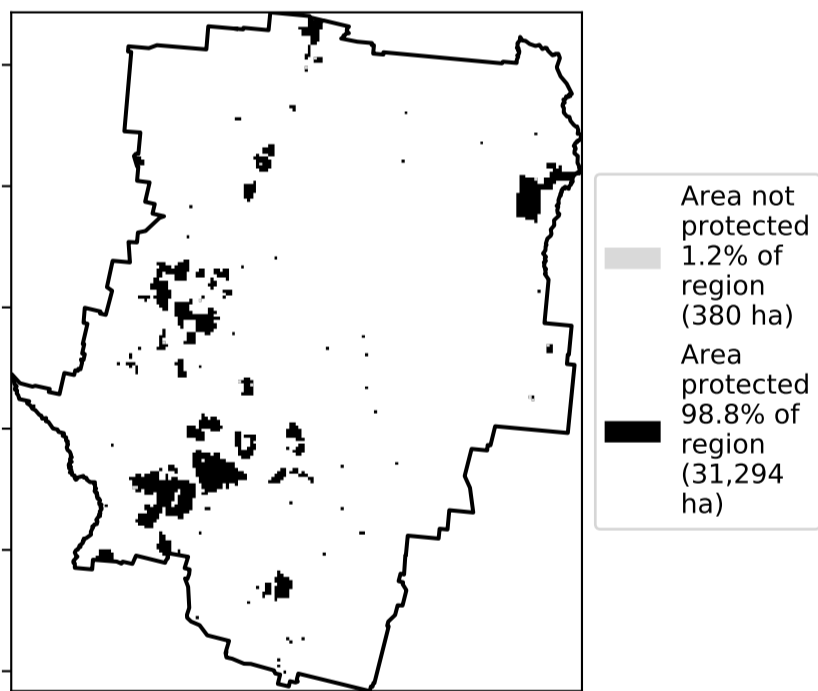 Area not
protected
1.2% of
region
(380 ha)
Area
protected
98.8% of
region
(31,294
ha)